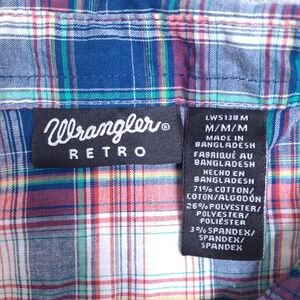 Wrangler®
RETRO
LWS138M
M/M/M
MADE IN
BANGLADESH
FABRIQUÉ AU
BANGLADESH
HECHO EN
BANGLADESH
71% COTTON/
COTON/ALGODÓN
26% POLYESTER/
POLYESTER/
POLIÉSTER
3% SPANDEX/
SPANDEX/
SPANDEX